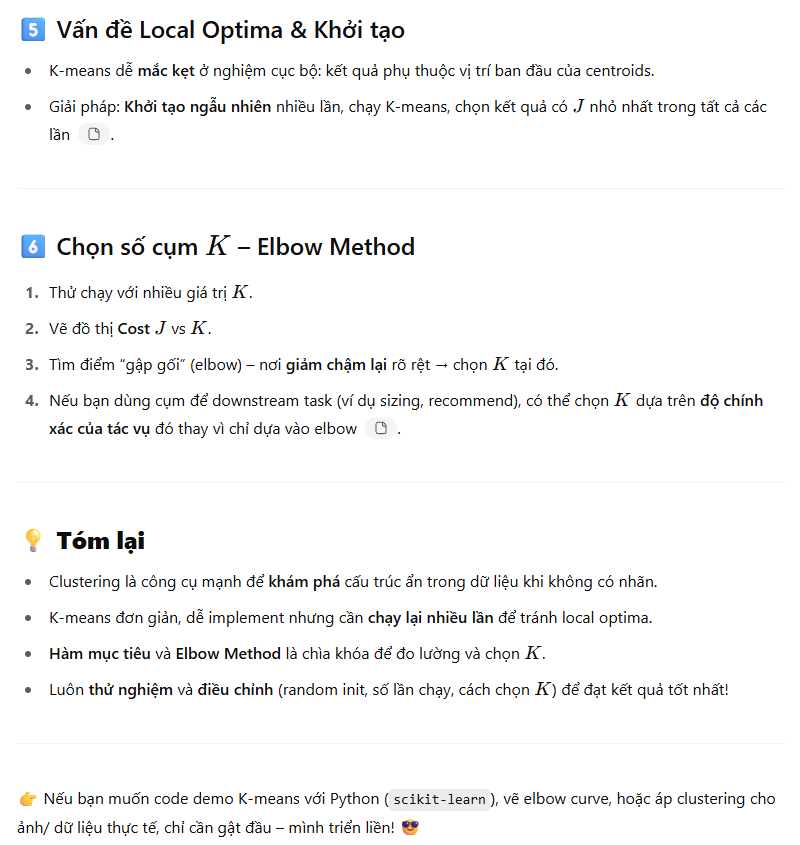 5 Vấn đề Local Optima & Khởi tạo
• K-means dễ mắc kẹt ở nghiệm cục bộ: kết quả phụ thuộc vị trí ban đầu của centroids.
• Giải pháp: Khởi tạo ngẫu nhiên nhiều lần, chạy K-means, chọn kết quả có J nhỏ nhất trong tất cả các
lần .
6 Chọn số cụm K – Elbow Method
1. Thử chạy với nhiều giá trị K.
2. Vẽ đồ thị Cost J vs K.
3. Tìm điểm “gập gối” (elbow) – nơi giảm chậm lại rõ rệt → chọn K tại đó.
4. Nếu bạn dùng cụm để downstream task (ví dụ sizing, recommend), có thể chọn K dựa trên độ chính
xác của tác vụ đó thay vì chỉ dựa vào elbow .
💡 Tóm lại
• Clustering là công cụ mạnh để khám phá cấu trúc ẩn trong dữ liệu khi không có nhãn.
• K-means đơn giản, dễ implement nhưng cần chạy lại nhiều lần để tránh local optima.
• Hàm mục tiêu và Elbow Method là chìa khóa để đo lường và chọn K.
• Luôn thử nghiệm và điều chỉnh (random init, số lần chạy, cách chọn K) để đạt kết quả tốt nhất!
👉 Nếu bạn muốn code demo K-means với Python (scikit-learn), vẽ elbow curve, hoặc áp clustering cho
ảnh/ dữ liệu thực tế, chỉ cần gật đầu – mình triển liền! 😎